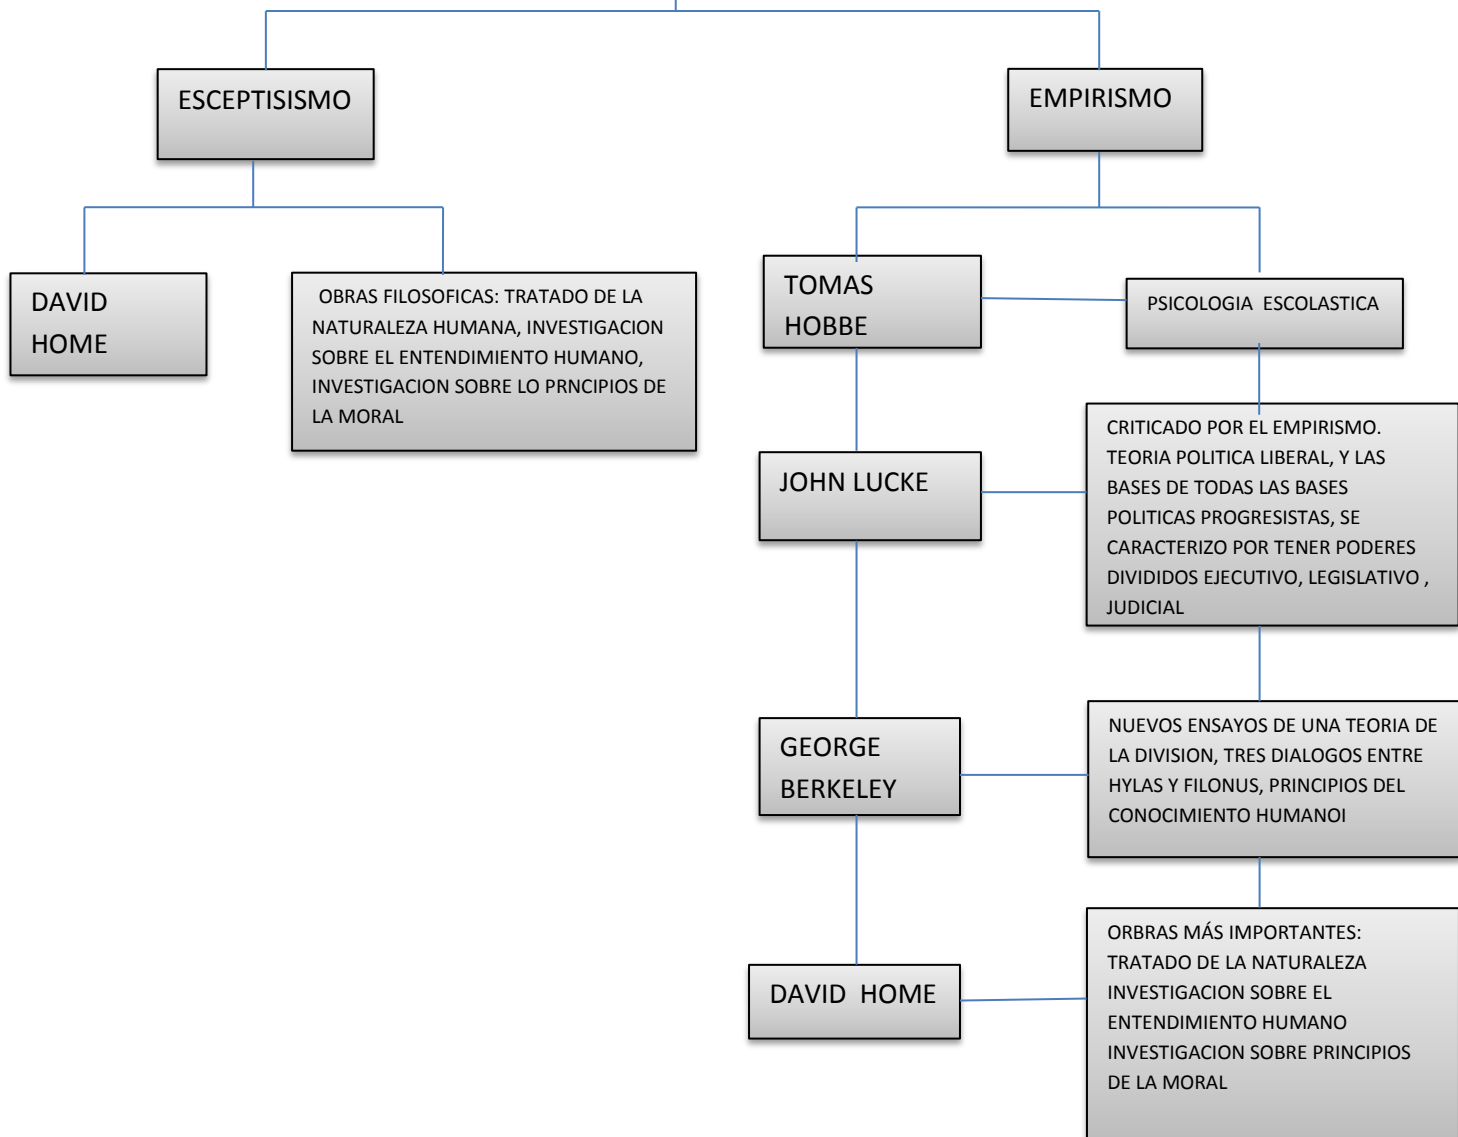 ESCEPTISISMO
EMPIRISMO
DAVID
HOME
OBRAS FILOSOFICAS: TRATADO DE LA
NATURALEZA HUMANA, INVESTIGACION
SOBRE EL ENTENDIMIENTO HUMANO,
INVESTIGACION SOBRE LO PRNCIPIOS DE
LA MORAL
TOMAS
HOBBE
PSICOLOGIA ESCOLASTICA
JOHN LUCKE
CRITICADO POR EL EMPIRISMO.
TEORIA POLITICA LIBERAL, Y LAS
BASES DE TODAS LAS BASES
POLITICAS PROGRESISTAS, SE
CARACTERIZO POR TENER PODERES
DIVIDIDOS EJECUTIVO, LEGISLATIVO ,
JUDICIAL
GEORGE
BERKELEY
NUEVOS ENSAYOS DE UNA TEORIA DE
LA DIVISION, TRES DIALOGOS ENTRE
HYLAS Y FILONUS, PRINCIPIOS DEL
CONOCIMIENTO HUMANOI
DAVID HOME
ORBRAS MÁS IMPORTANTES:
TRATADO DE LA NATURALEZA
INVESTIGACION SOBRE EL
ENTENDIMIENTO HUMANO
INVESTIGACION SOBRE PRINCIPIOS
DE LA MORAL